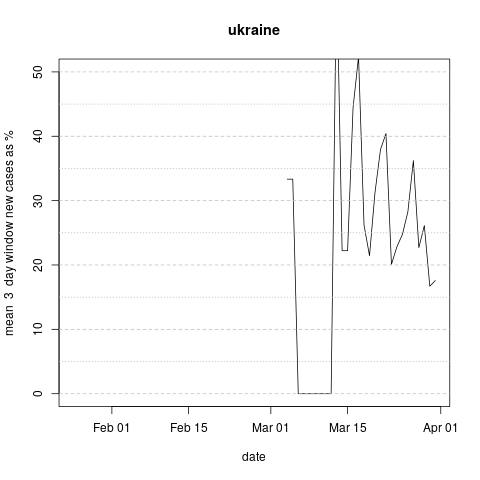 ukraine
mean 3 day window new cases as %
50
40
30
20
10
0
Feb 01
Feb 15
Mar 01
Mar 15
Apr 01
date